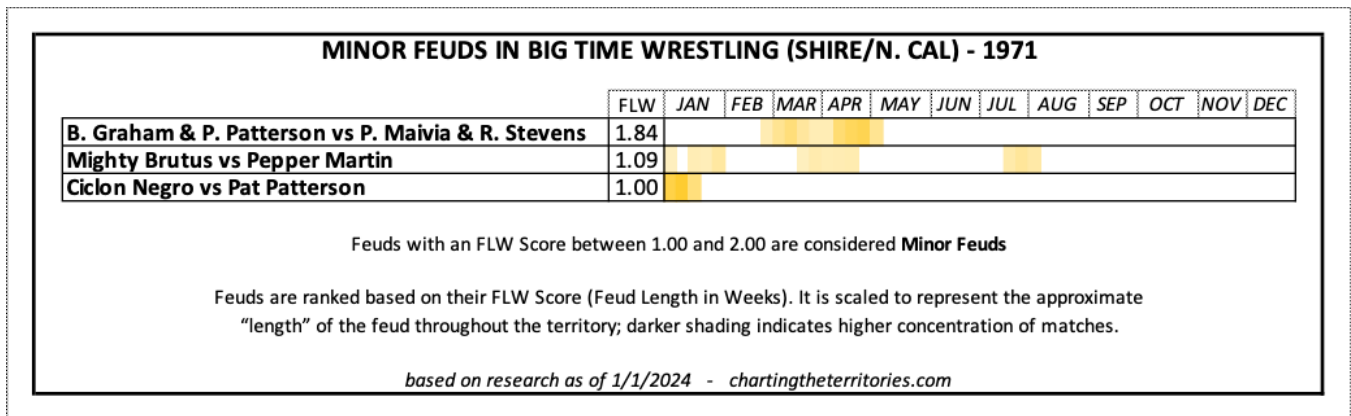 MINOR FEUDS IN BIG TIME WRESTLING (SHIRE/N. CAL) - 1971
FLW JAN FEB MAR APR MAY JUN JUL AUG SEP OCT NOV DEC
B. Graham & P. Patterson vs P. Maivia & R. Stevens 1.84
Mighty Brutus vs Pepper Martin 1.09
Ciclon Negro vs Pat Patterson 1.00
Feuds with an FLW Score between 1.00 and 2.00 are considered Minor Feuds
Feuds are ranked based on their FLW Score (Feud Length in Weeks). It is scaled to represent the approximate
“length” of the feud throughout the territory; darker shading indicates higher concentration of matches.
based on research as of 1/1/2024 - chartingtheterritories.com